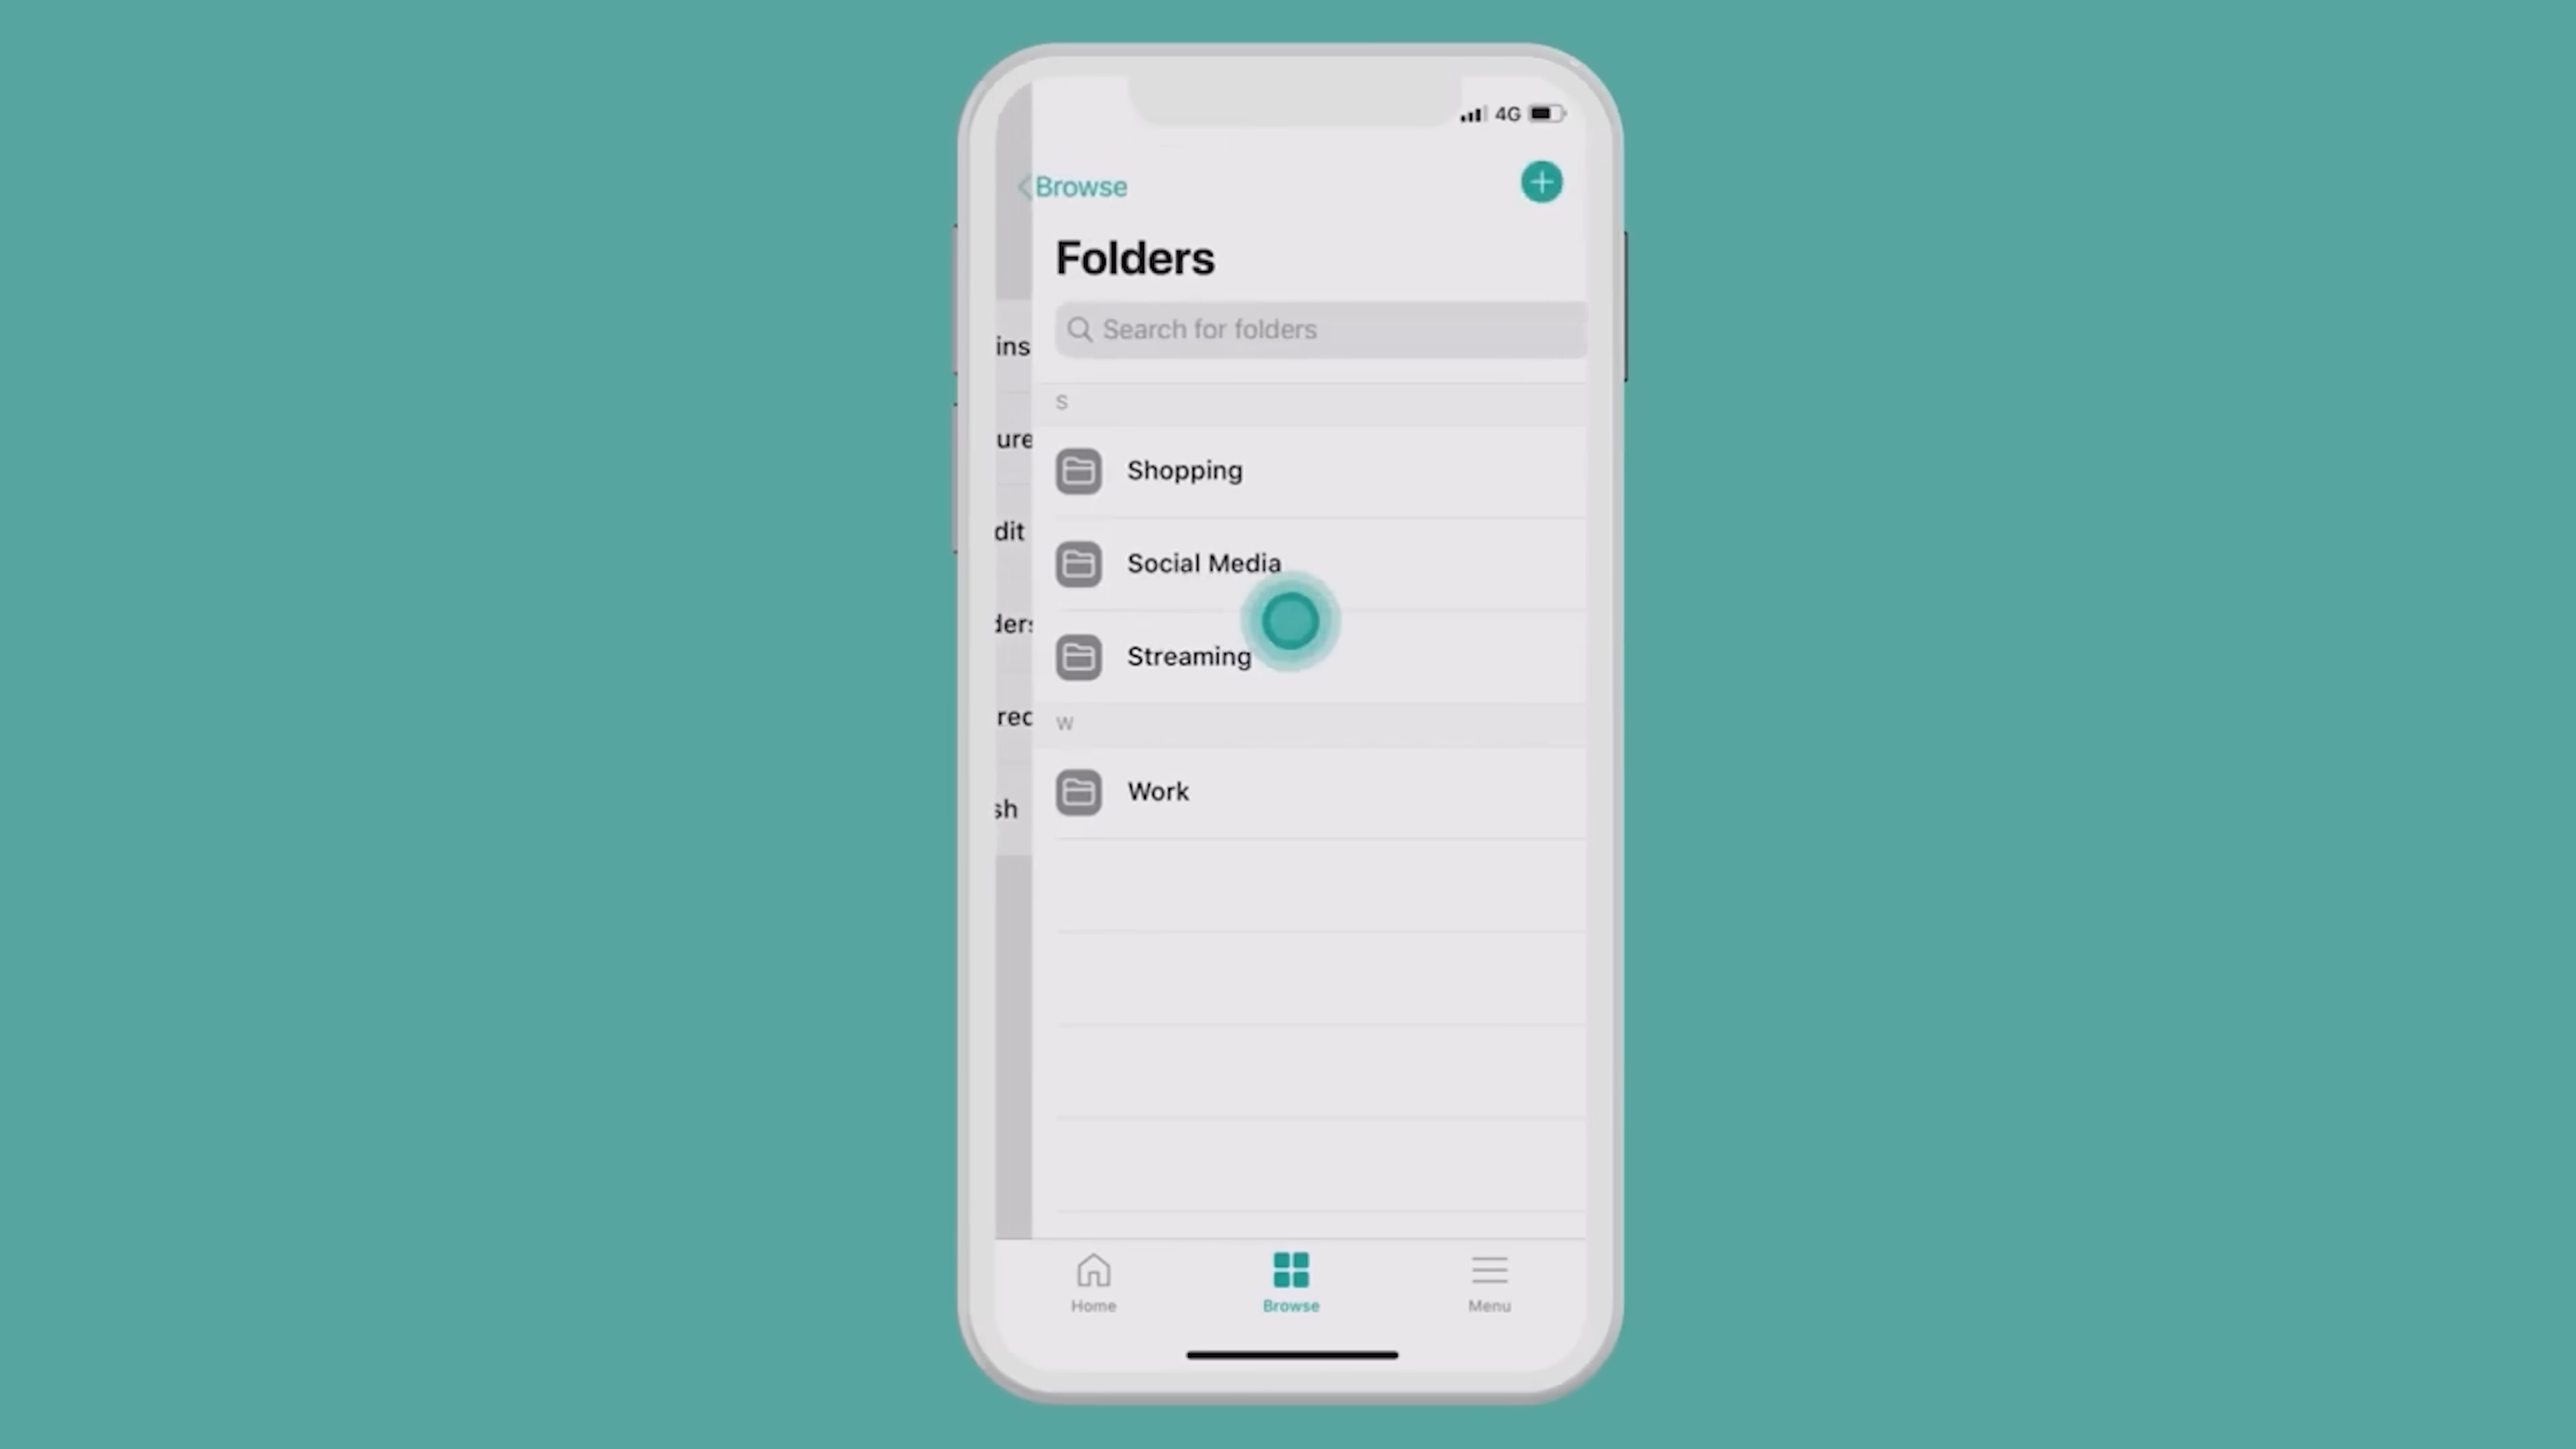 4G
Browse
Folders
Search for folders
ins
S
ure
Shopping
dit
Social Media
ders
Streaming
red
W
Work
sh
Home
Browse
Menu